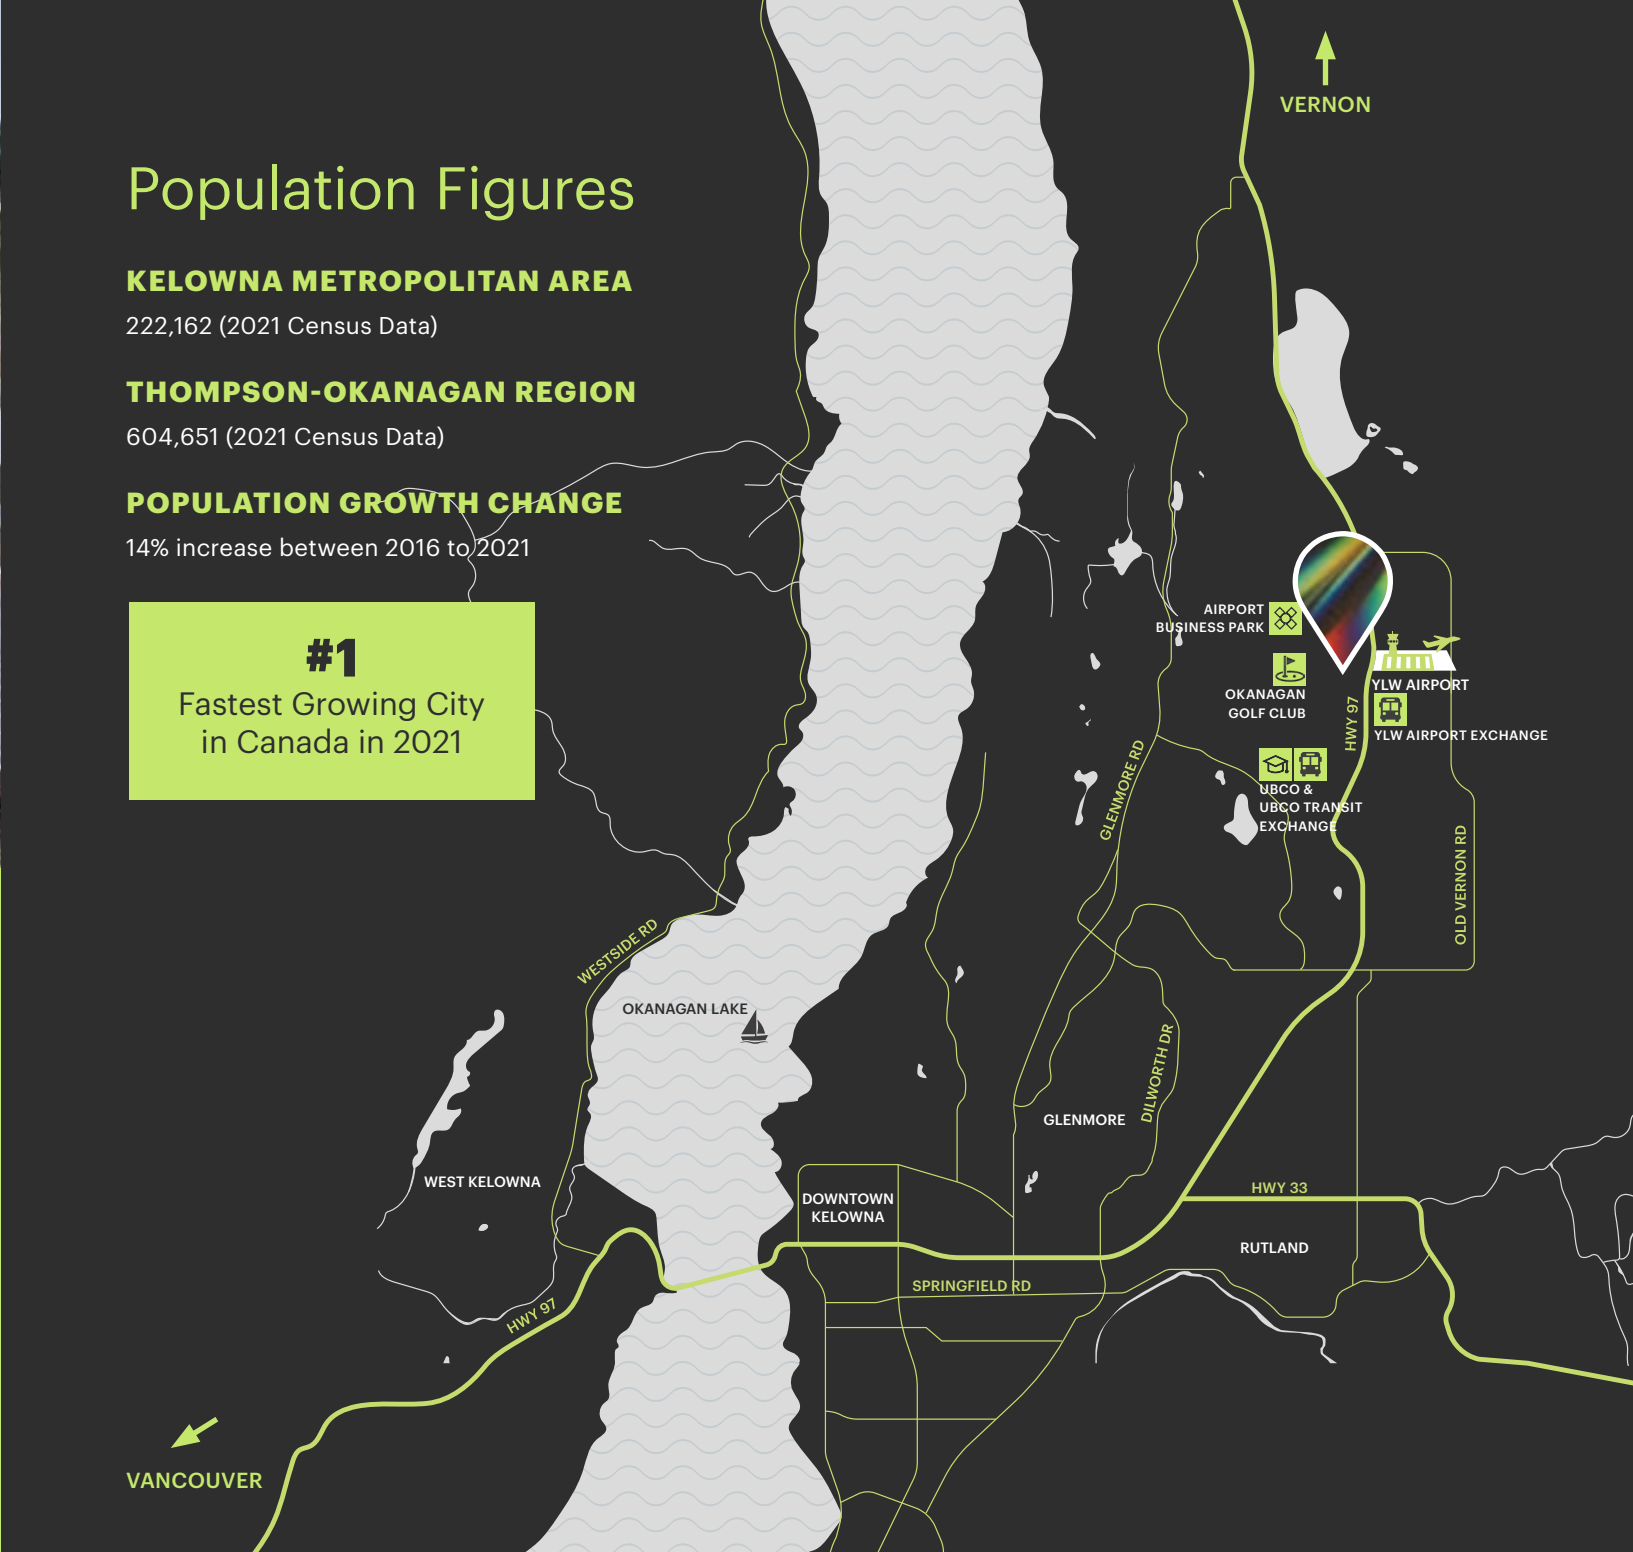 VERNON
Population Figures
KELOWNA METROPOLITAN AREA
222,162 (2021 Census Data)
THOMPSON-OKANAGAN REGION
604,651 (2021 Census Data)
POPULATION GROWTH CHANGE
14% increase between 2016 to 2021
#1
Fastest Growing City
in Canada in 2021
AIRPORT
BUSINESS PARK
OKANAGAN
GOLF CLUB
YLW AIRPORT
HWY 97
YLW AIRPORT EXCHANGE
UBCO &
UBCO TRANSIT
EXCHANGE
GLENMORE RD
OLD VERNON RD
WESTSIDE RD
OKANAGAN LAKE
DILWORTH DR
GLENMORE
WEST KELOWNA
DOWNTOWN
KELOWNA
HWY 33
RUTLAND
SPRINGFIELD RD
HWY 97
VANCOUVER